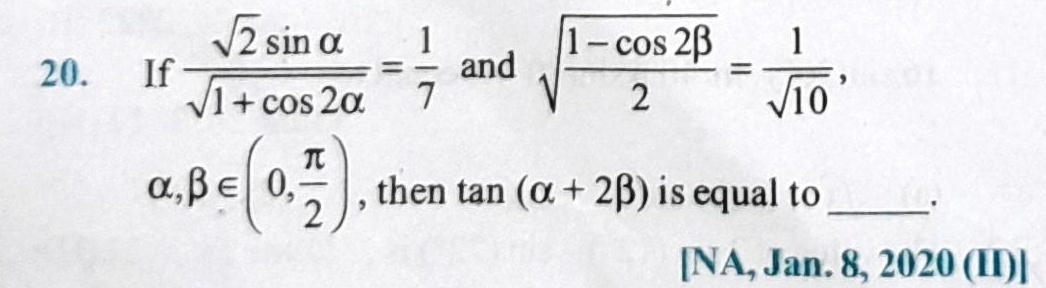 20. If √2 sin α / √(1 + cos 2α) = 1/7 and √((1 − cos 2β)/2) = 1/√10,
α,β ∈ (0, π/2), then tan (α + 2β) is equal to ______.
[NA, Jan. 8, 2020 (II)]